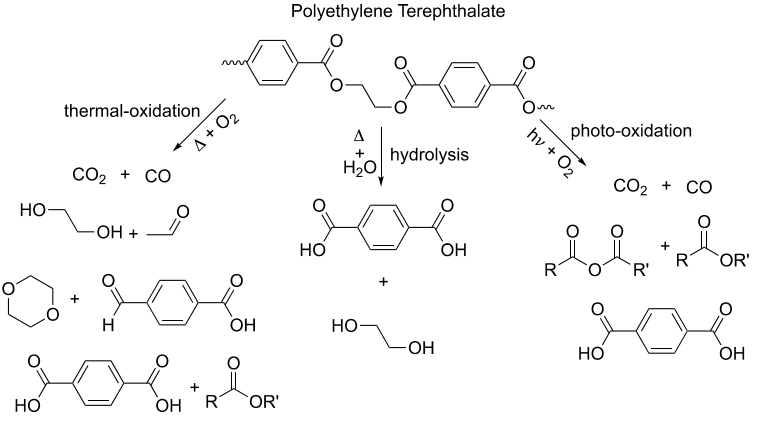 Polyethylene Terephthalate
O
O
O
O
O
O
thermal-oxidation
Δ + O₂
Δ
+
H₂O
hydrolysis
hν + O₂
photo-oxidation
CO₂ + CO
HO
OH + O
O
O + O O
H OH
O O
HO OH
+ O
R OR'
O O
HO OH
+
HO
OH
CO₂ + CO
O O + O
R O R' R OR'
O O
HO OH